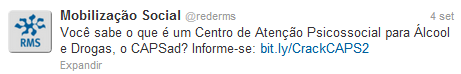 Mobilização Social @rederms 4 set
RMS
Você sabe o que é um Centro de Atenção Psicossocial para Álcool
e Drogas, o CAPSad? Informe-se: bit.ly/CrackCAPS2
Expandir